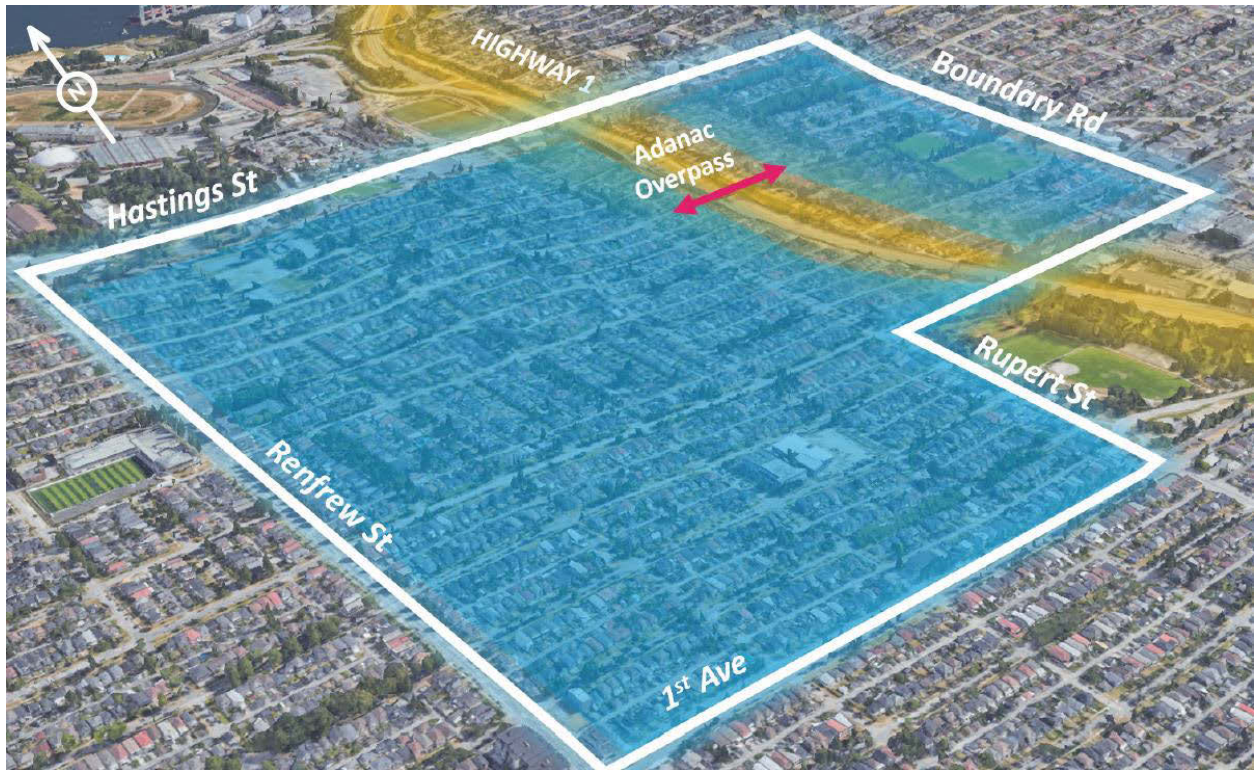 N
HIGHWAY 1
Boundary Rd
Adanac
Overpass
Hastings St
Rupert St
Renfrew St
1st Ave